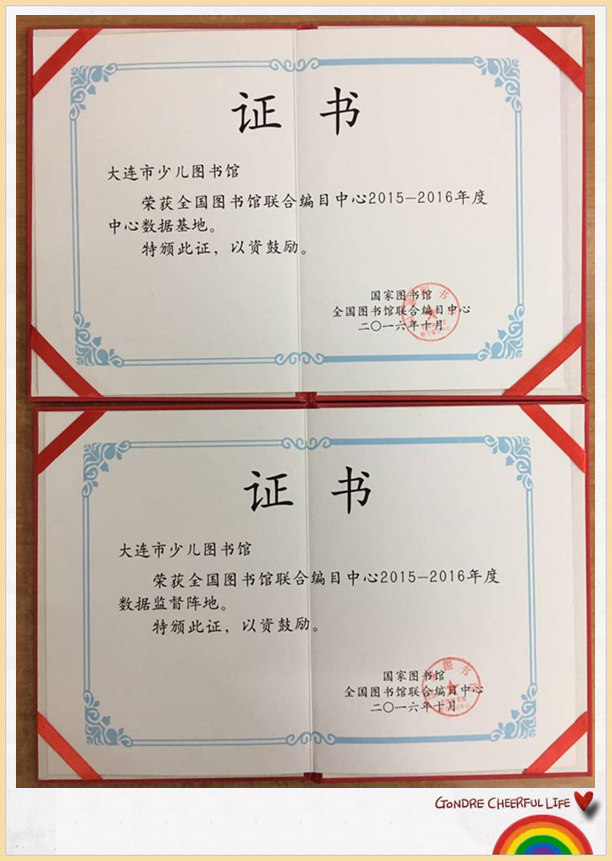 证 书
大连市少儿图书馆
荣获全国图书馆联合编目中心2015-2016年度
中心数据基地。
特颁此证，以资鼓励。
国家图书馆
全国图书馆联合编目中心
二〇一六年十月
证 书
大连市少儿图书馆
荣获全国图书馆联合编目中心2015-2016年度
数据监督阵地。
特颁此证，以资鼓励。
国家图书馆
全国图书馆联合编目中心
二〇一六年十月
GONDRE CHEERFUL LIFE